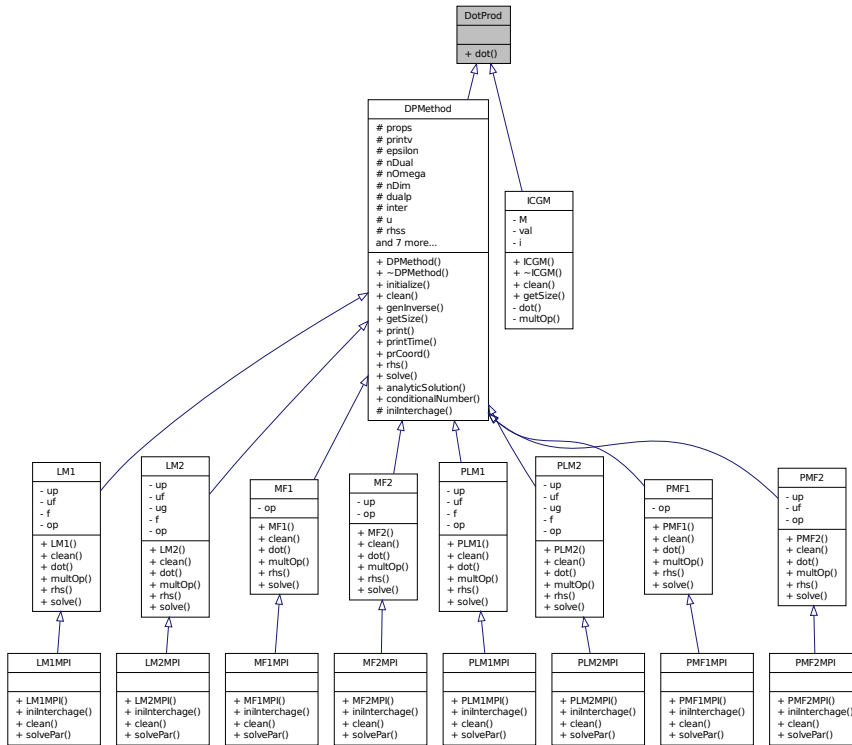 DotProd
+ dot()
DPMethod
# props
# printv
# epsilon
# nDual
# nOmega
# nDim
# dualp
# inter
# u
# rhss
and 7 more...
+ DPMethod()
+ ~DPMethod()
+ initialize()
+ clean()
+ genInverse()
+ getSize()
+ print()
+ printTime()
+ prCoord()
+ rhs()
+ solve()
+ analyticSolution()
+ conditionalNumber()
# iniInterchage()
ICGM
- M
- val
- i
+ ICGM()
+ ~ICGM()
+ clean()
+ getSize()
- dot()
- multOp()
LM1
- up
- uf
- f
- op
+ LM1()
+ clean()
+ dot()
+ multOp()
+ rhs()
+ solve()
LM2
- up
- uf
- ug
- f
- op
+ LM2()
+ clean()
+ dot()
+ multOp()
+ rhs()
+ solve()
MF1
- op
+ MF1()
+ clean()
+ dot()
+ multOp()
+ rhs()
+ solve()
MF2
- up
- op
+ MF2()
+ clean()
+ dot()
+ multOp()
+ rhs()
+ solve()
PLM1
- up
- uf
- f
- op
+ PLM1()
+ clean()
+ dot()
+ multOp()
+ rhs()
+ solve()
PLM2
- up
- uf
- ug
- f
- op
+ PLM2()
+ clean()
+ dot()
+ multOp()
+ rhs()
+ solve()
PMF1
- op
+ PMF1()
+ clean()
+ dot()
+ multOp()
+ rhs()
+ solve()
PMF2
- up
- uf
- op
+ PMF2()
+ clean()
+ dot()
+ multOp()
+ rhs()
+ solve()
LM1MPI
+ LM1MPI()
+ iniInterchage()
+ clean()
+ solvePar()
LM2MPI
+ LM2MPI()
+ iniInterchage()
+ clean()
+ solvePar()
MF1MPI
+ MF1MPI()
+ iniInterchage()
+ clean()
+ solvePar()
MF2MPI
+ MF2MPI()
+ iniInterchage()
+ clean()
+ solvePar()
PLM1MPI
+ PLM1MPI()
+ iniInterchage()
+ clean()
+ solvePar()
PLM2MPI
+ PLM2MPI()
+ iniInterchage()
+ clean()
+ solvePar()
PMF1MPI
+ PMF1MPI()
+ iniInterchage()
+ clean()
+ solvePar()
PMF2MPI
+ PMF2MPI()
+ iniInterchage()
+ clean()
+ solvePar()